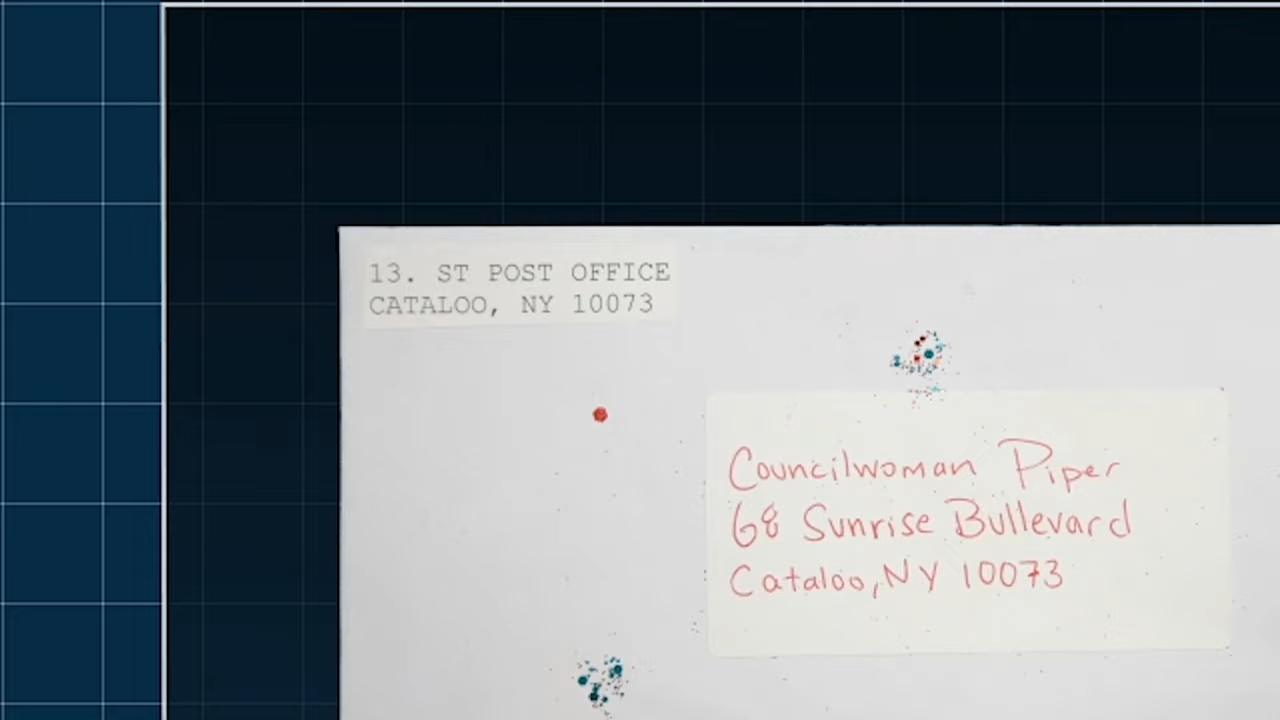 13. ST POST OFFICE
CATALOO, NY 10073
Councilwoman Piper
68 Sunrise Bullevard
Cataloo, NY 10073